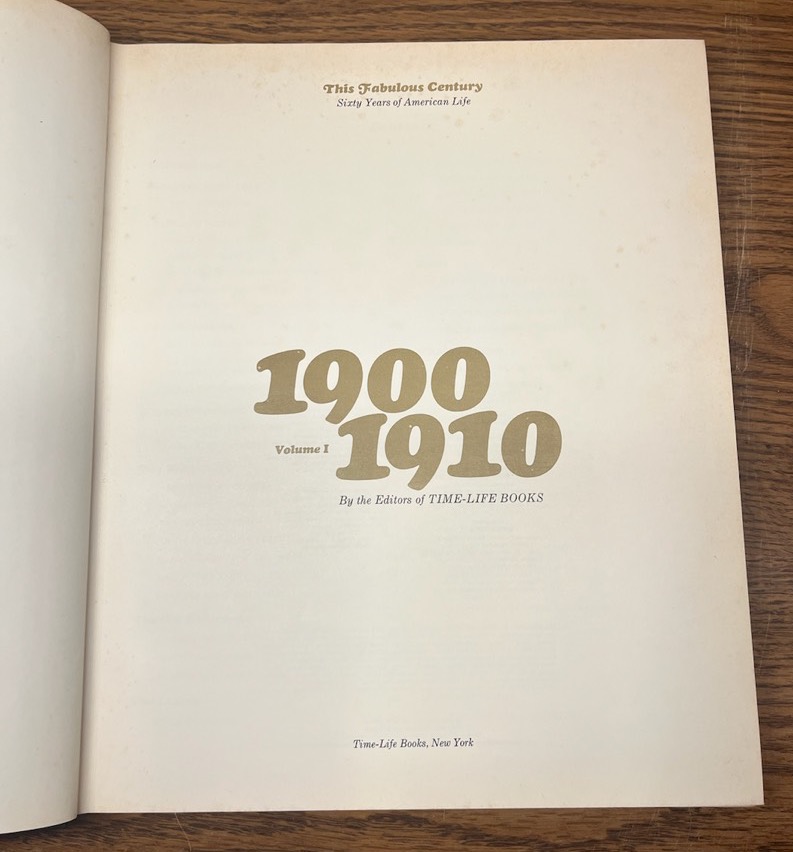 This Fabulous Century
Sixty Years of American Life
1900
Volume I 1910
By the Editors of TIME-LIFE BOOKS
Time-Life Books, New York